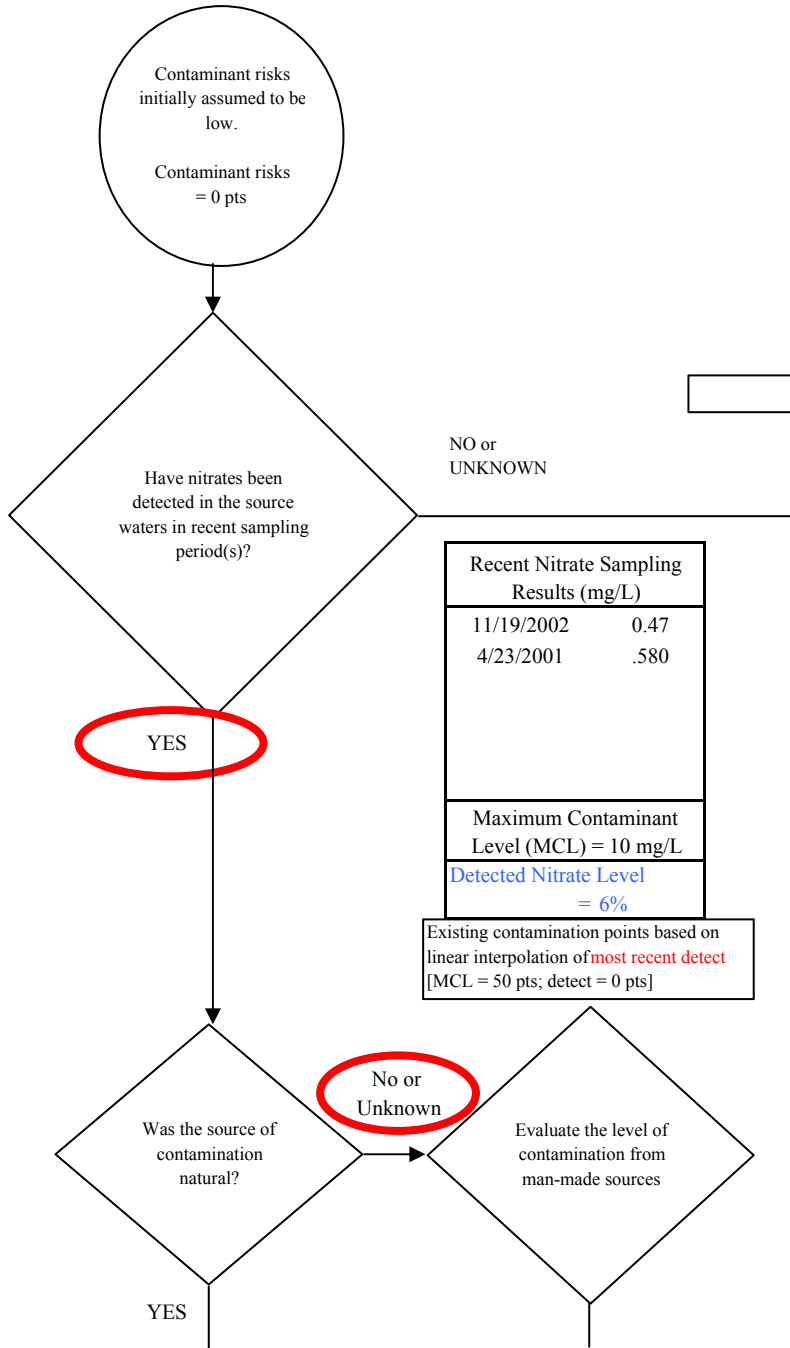 Contaminant risks
initially assumed to be
low.
Contaminant risks
= 0 pts
Have nitrates been
detected in the source
waters in recent sampling
period(s)?
NO or
UNKNOWN
YES
Recent Nitrate Sampling
Results (mg/L)
11/19/2002 0.47
4/23/2001 .580
Maximum Contaminant
Level (MCL) = 10 mg/L
Detected Nitrate Level
= 6%
Existing contamination points based on
linear interpolation of most recent detect
[MCL = 50 pts; detect = 0 pts]
Was the source of
contamination
natural?
No or
Unknown
Evaluate the level of
contamination from
man-made sources
YES